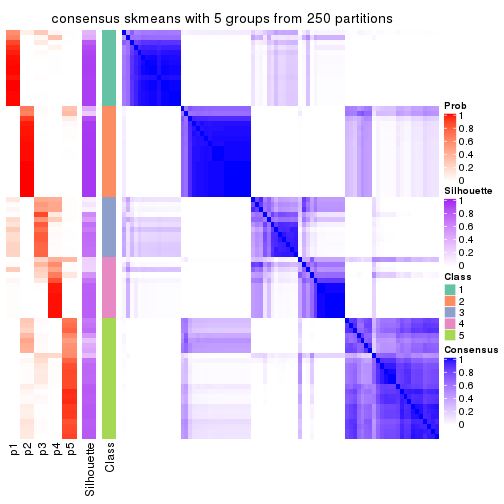 consensus skmeans with 5 groups from 250 partitions
Prob
1
0.8
0.6
0.4
0.2
0
Silhouette
1
0.8
0.6
0.4
0.2
0
Class
1
2
3
4
5
Consensus
1
0.8
0.6
0.4
0.2
0
p1
p2
p3
p4
p5
Silhouette
Class